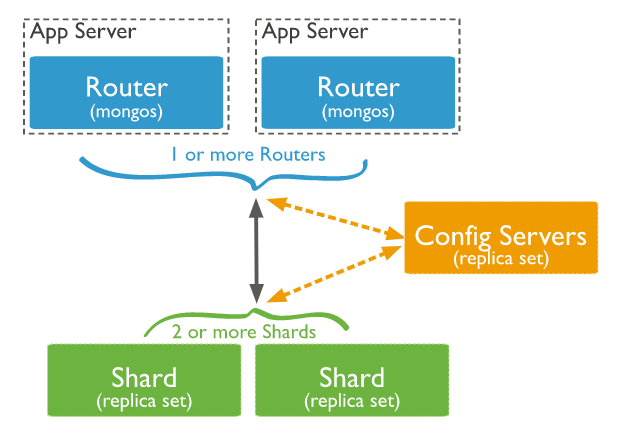 App Server
App Server
Router
(mongos)
Router
(mongos)
1 or more Routers
Config Servers
(replica set)
2 or more Shards
Shard
(replica set)
Shard
(replica set)